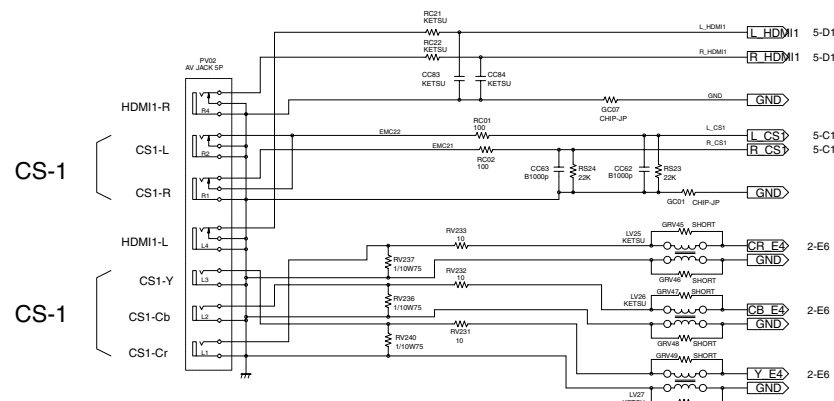 RC21
KETSU
L_HDMI1
L_HDMI1 5-D1
RC22
KETSU
R_HDMI1
R_HDMI1 5-D1
PV02
AV JACK 5P
CC83
KETSU
CC84
KETSU
GND
GND
GC07
CHIP-JP
HDMI1-R
R4
RC01
100
L_CS1
EMC22
L_CS1 5-C1
CS1-L
R2
R_CS1
EMC21
R_CS1 5-C1
RC02
100
CS-1
CC63
B1000p
RS24
22K
CC62
B1000p
RS23
22K
CS1-R
R1
GND
GC01
CHIP-JP
HDMI1-L
L4
RV233
10
LV25
KETSU
GRV45
SHORT
CR_E4 2-E6
RV237
1/10W75
GND
GRV46
SHORT
CS1-Y
L3
RV232
10
GRV47
SHORT
RV236
1/10W75
LV26
KETSU
CB_E4 2-E6
CS-1
CS1-Cb
L2
GND
RV231
10
RV240
1/10W75
GRV48
SHORT
CS1-Cr
L1
GRV49
SHORT
Y_E4 2-E6
GND
LV27
KETSU